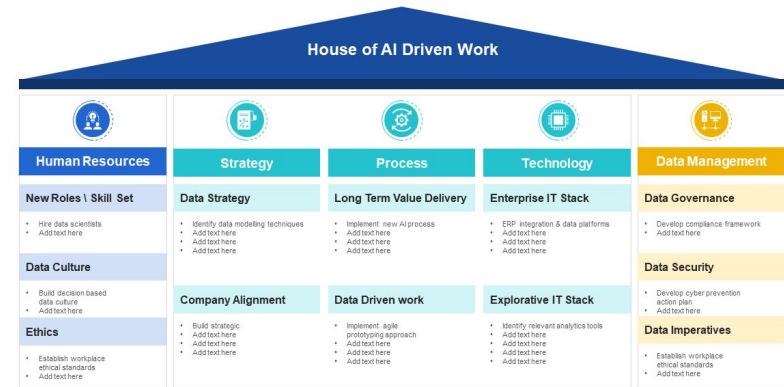 House of AI Driven Work
Human Resources
New Roles \ Skill Set
• Hire data scientists
• Add text here
Data Culture
• Build decision based
data culture
• Add text here
Ethics
• Establish workplace
ethical standards
• Add text here
Strategy
Data Strategy
• Identify data modelling techniques
• Add text here
• Add text here
• Add text here
Company Alignment
• Build strategic
• Add text here
• Add text here
• Add text here
Process
Long Term Value Delivery
• Implement new AI process
• Add text here
• Add text here
• Add text here
Data Driven work
• Implement agile
prototyping approach
• Add text here
• Add text here
• Add text here
Technology
Enterprise IT Stack
• ERP integration & data platforms
• Add text here
• Add text here
• Add text here
Explorative IT Stack
• Identify relevant analytics tools
• Add text here
• Add text here
• Add text here
• Add text here
Data Management
Data Governance
• Develop compliance framework
• Add text here
Data Security
• Develop cyber prevention
action plan
• Add text here
Data Imperatives
• Establish workplace
ethical standards
• Add text here